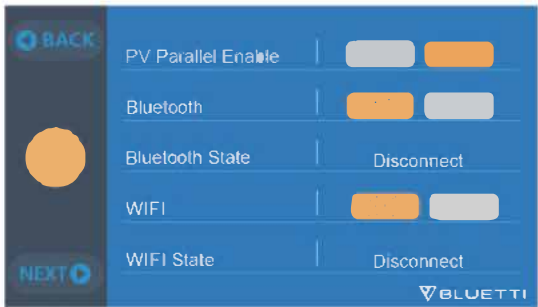 BACK
PV Parallel Enable
Bluetooth
Bluetooth State Disconnect
WIFI
WIFI State Disconnect
NEXT
BLUETTI